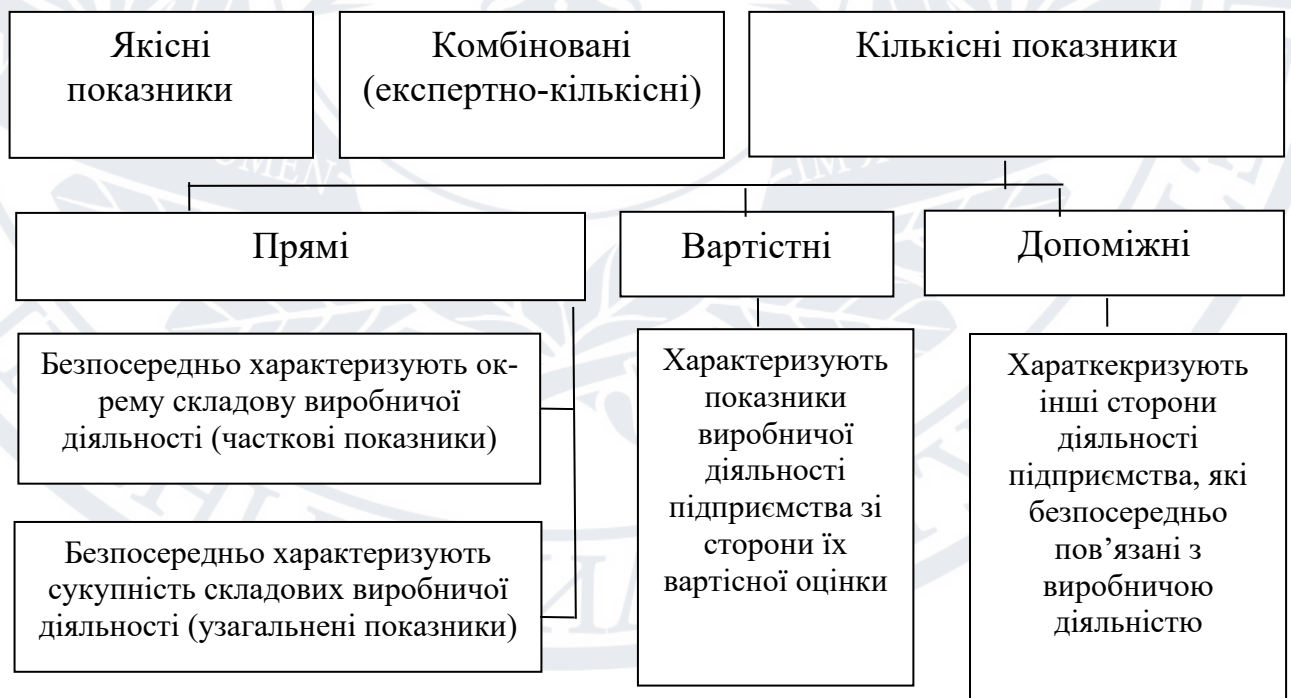 Якісні
показники
Комбіновані
(експертно-кількісні)
Кількісні показники
Прямі
Вартістні
Допоміжні
Безпосередньо характеризують ок-
рему складову виробничої
діяльності (часткові показники)
Безпосередньо характеризують
сукупність складових виробничої
діяльності (узагальнені показники)
Характеризують
показники
виробничої
діяльності
підприємства зі
сторони їх
вартісної оцінки
Хараткекризують
інші сторони
діяльності
підприємства, які
безпосередньо
пов’язані з
виробничою
діяльністю